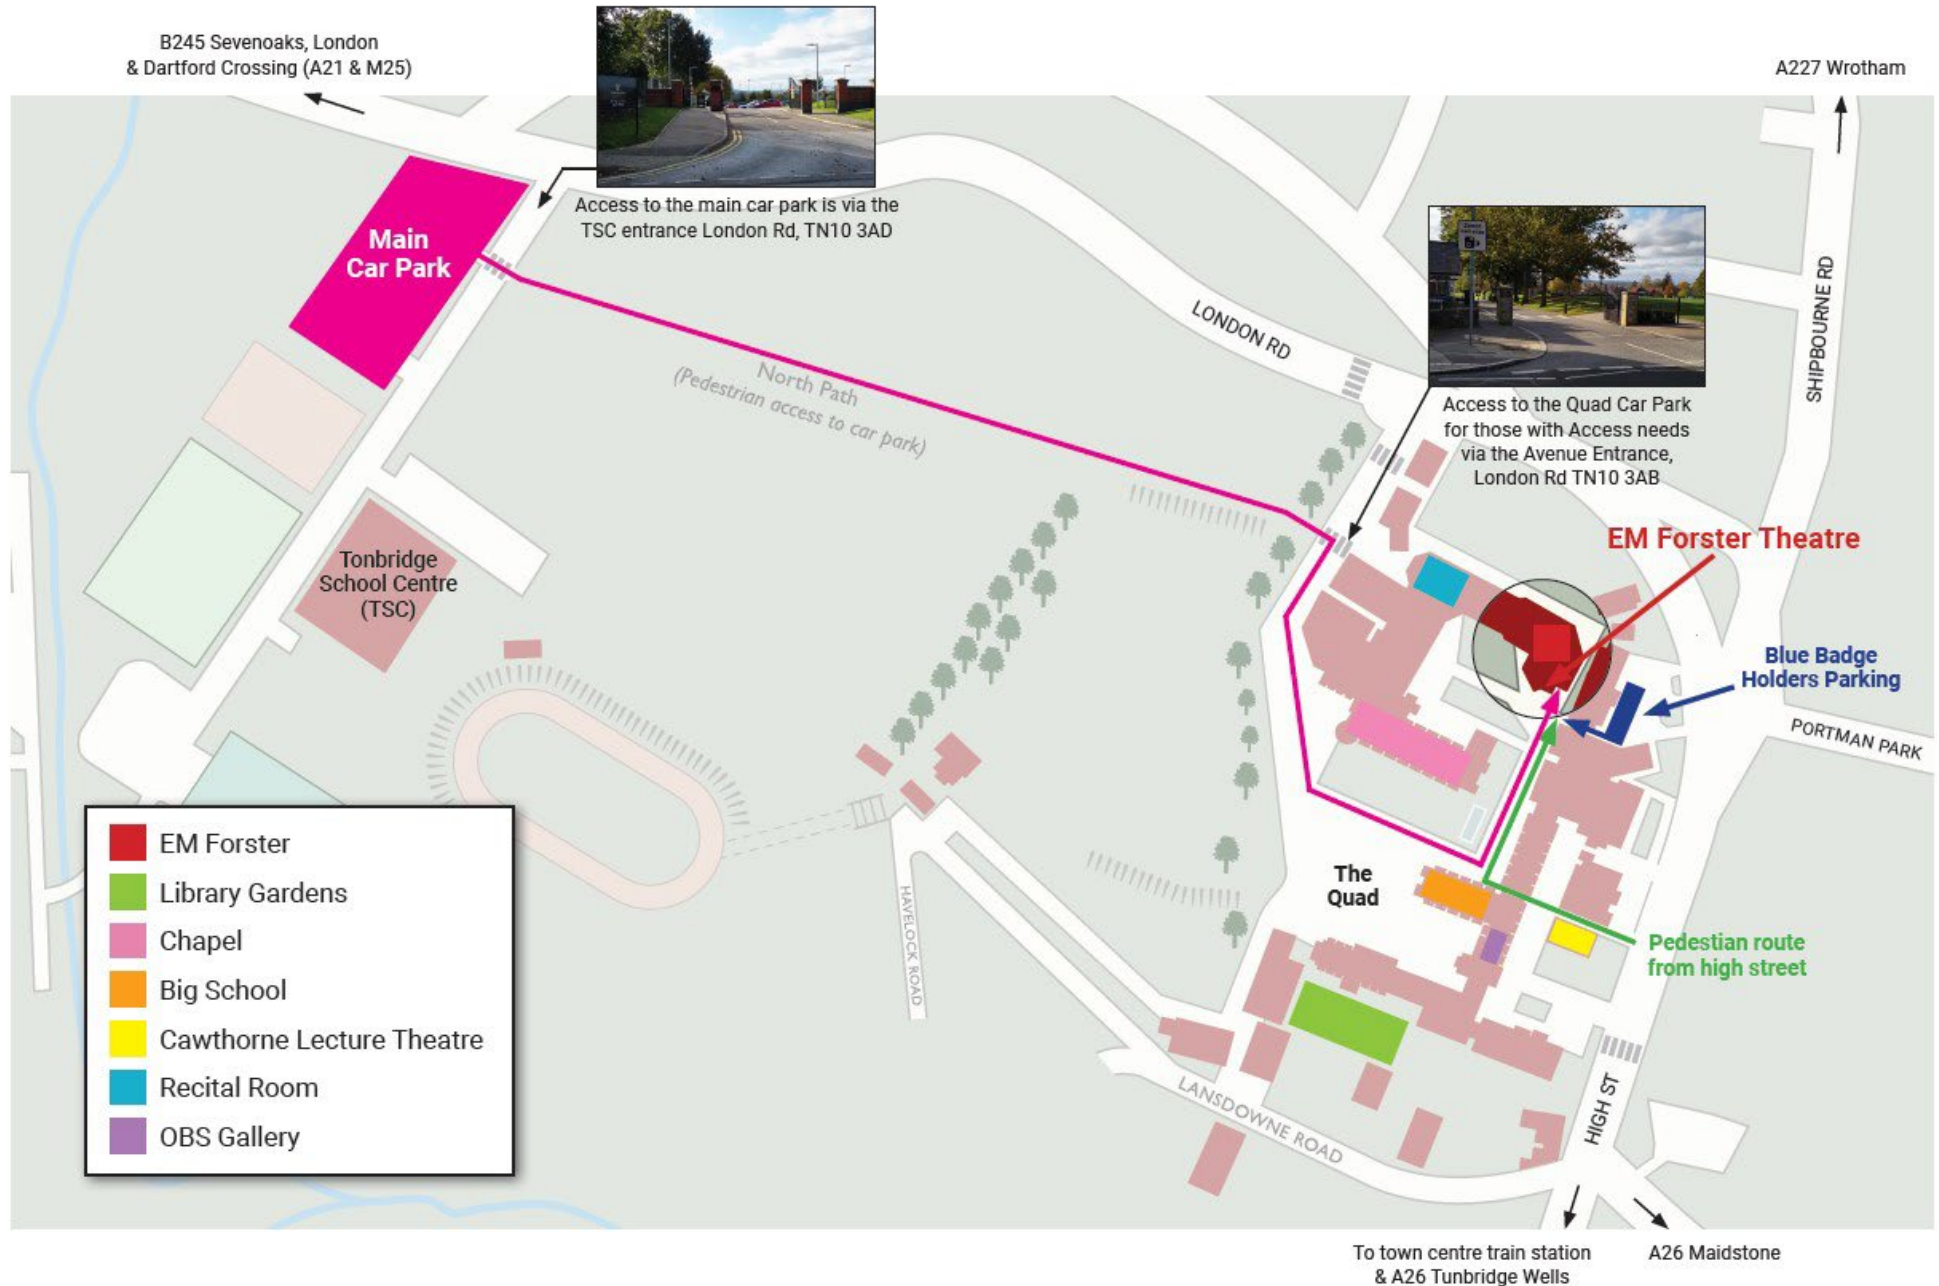 B245 Sevenoaks, London
& Dartford Crossing (A21 & M25)
A227 Wrotham
Access to the main car park is via the
TSC entrance London Rd, TN10 3AD
Main
Car Park
LONDON RD
SHIPBOURNE RD
North Path
(Pedestrian access to car park)
Access to the Quad Car Park
for those with Access needs
via the Avenue Entrance,
London Rd TN10 3AB
EM Forster Theatre
Tonbridge
School Centre
(TSC)
Blue Badge
Holders Parking
PORTMAN PARK
The
Quad
HAVELOCK ROAD
Pedestian route
from high street
EM Forster
Library Gardens
Chapel
Big School
Cawthorne Lecture Theatre
Recital Room
OBS Gallery
LANSDOWNE ROAD
HIGH ST
To town centre train station
& A26 Tunbridge Wells
A26 Maidstone